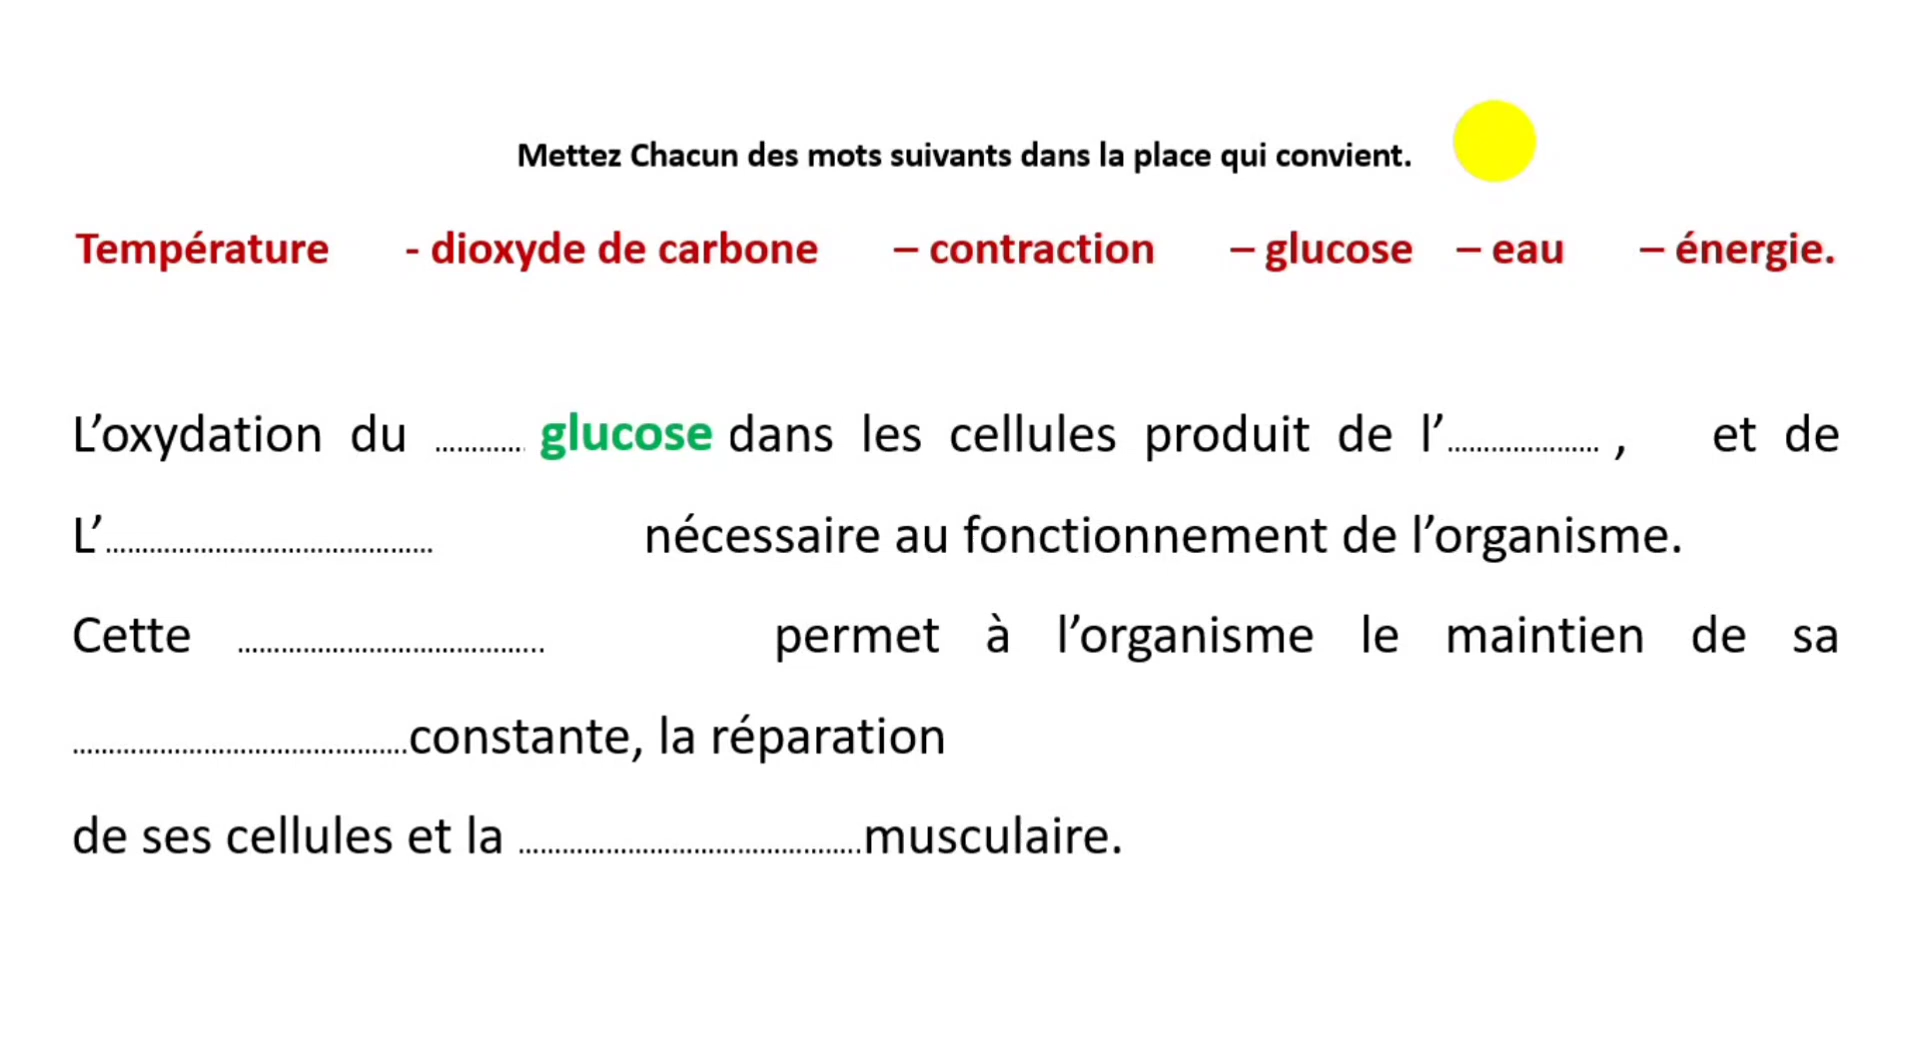 Mettez Chacun des mots suivants dans la place qui convient.
Température - dioxyde de carbone – contraction – glucose – eau – énergie.
L’oxydation du ............ glucose dans les cellules produit de l’..................... , et de
L’............................................. nécessaire au fonctionnement de l’organisme.
Cette .......................................... permet à l’organisme le maintien de sa
..............................................constante, la réparation
de ses cellules et la ...............................................musculaire.